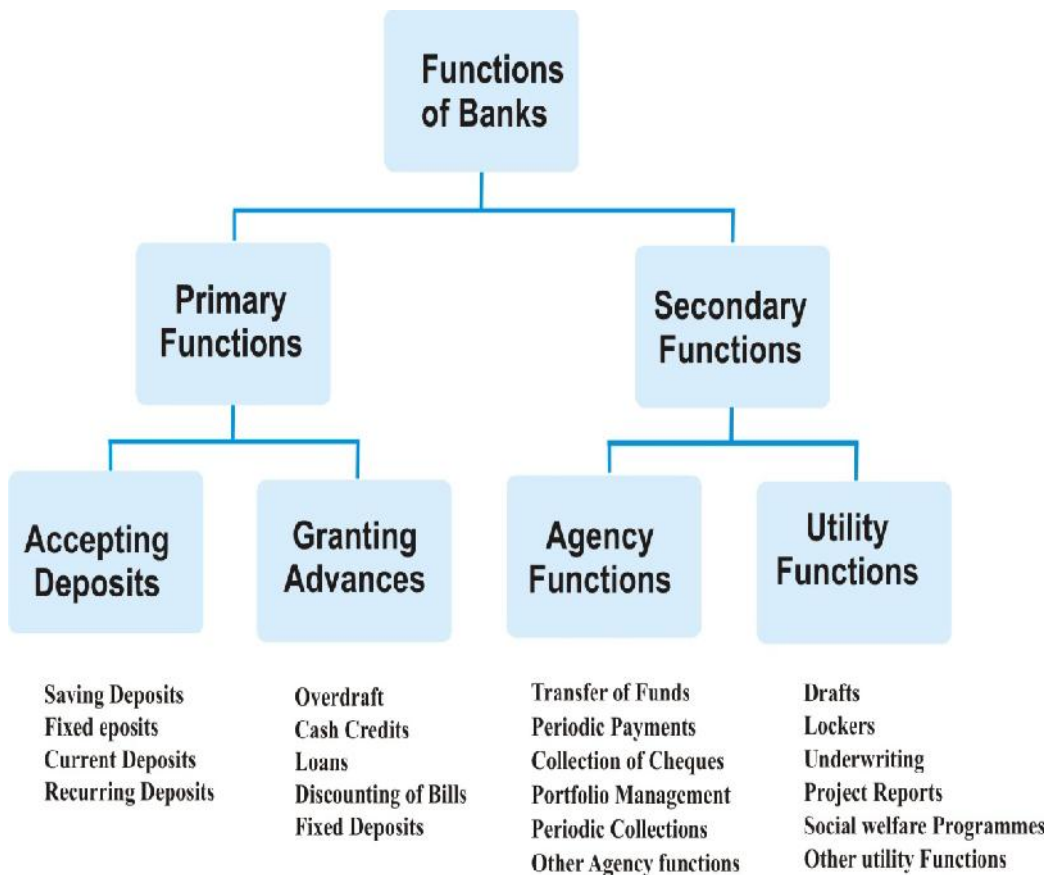 Functions
of Banks
Primary
Functions
Secondary
Functions
Accepting
Deposits
Granting
Advances
Agency
Functions
Utility
Functions
Saving Deposits
Fixed eposits
Current Deposits
Recurring Deposits
Overdraft
Cash Credits
Loans
Discounting of Bills
Fixed Deposits
Transfer of Funds
Periodic Payments
Collection of Cheques
Portfolio Management
Periodic Collections
Other Agency functions
Drafts
Lockers
Underwriting
Project Reports
Social welfare Programmes
Other utility Functions